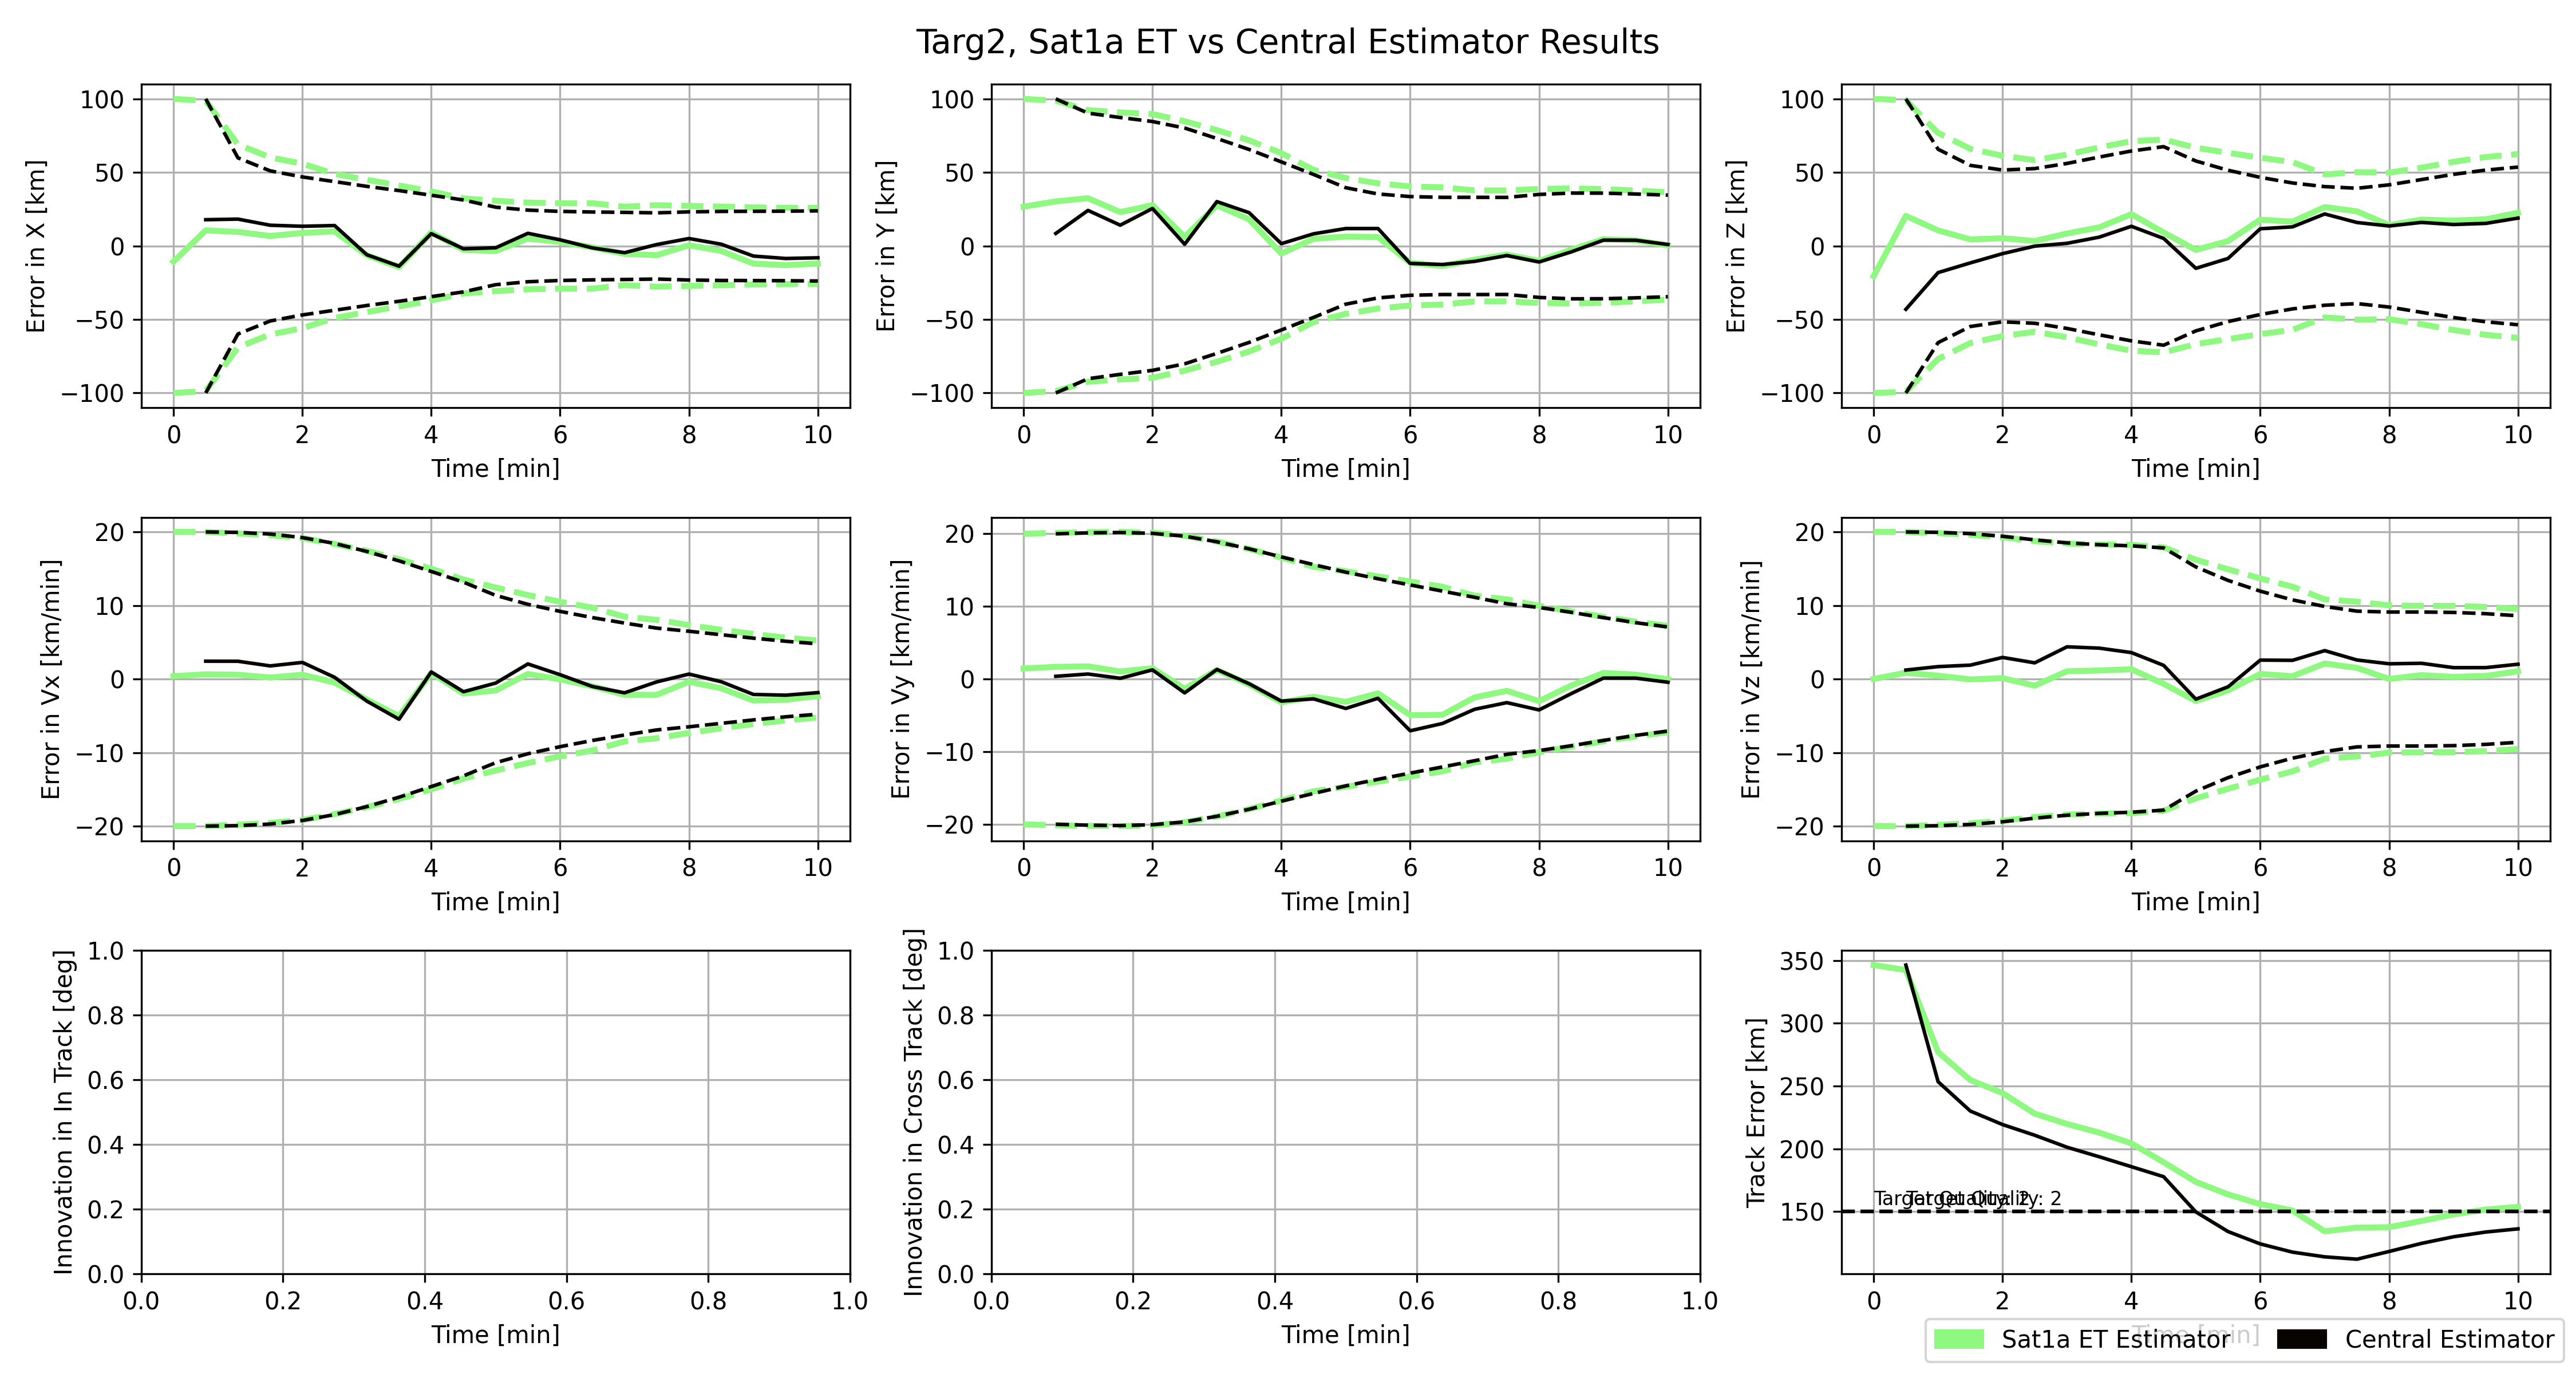 Targ2, Sat1a ET vs Central Estimator Results
Error in X [km]
100
50
0
−50
−100
0 2 4 6 8 10
Time [min]
Error in Y [km]
100
50
0
−50
−100
0 2 4 6 8 10
Time [min]
Error in Z [km]
100
50
0
−50
−100
0 2 4 6 8 10
Time [min]
Error in Vx [km/min]
20
10
0
−10
−20
0 2 4 6 8 10
Time [min]
Error in Vy [km/min]
20
10
0
−10
−20
0 2 4 6 8 10
Time [min]
Error in Vz [km/min]
20
10
0
−10
−20
0 2 4 6 8 10
Time [min]
Innovation in In Track [deg]
1.0
0.8
0.6
0.4
0.2
0.0
0.0 0.2 0.4 0.6 0.8 1.0
Time [min]
Innovation in Cross Track [deg]
1.0
0.8
0.6
0.4
0.2
0.0
0.0 0.2 0.4 0.6 0.8 1.0
Time [min]
Track Error [km]
350
300
250
200
150
Target Quality: 2
Target Quality: 2
0 2 4 6 8 10
Time [min]
Sat1a ET Estimator
Central Estimator